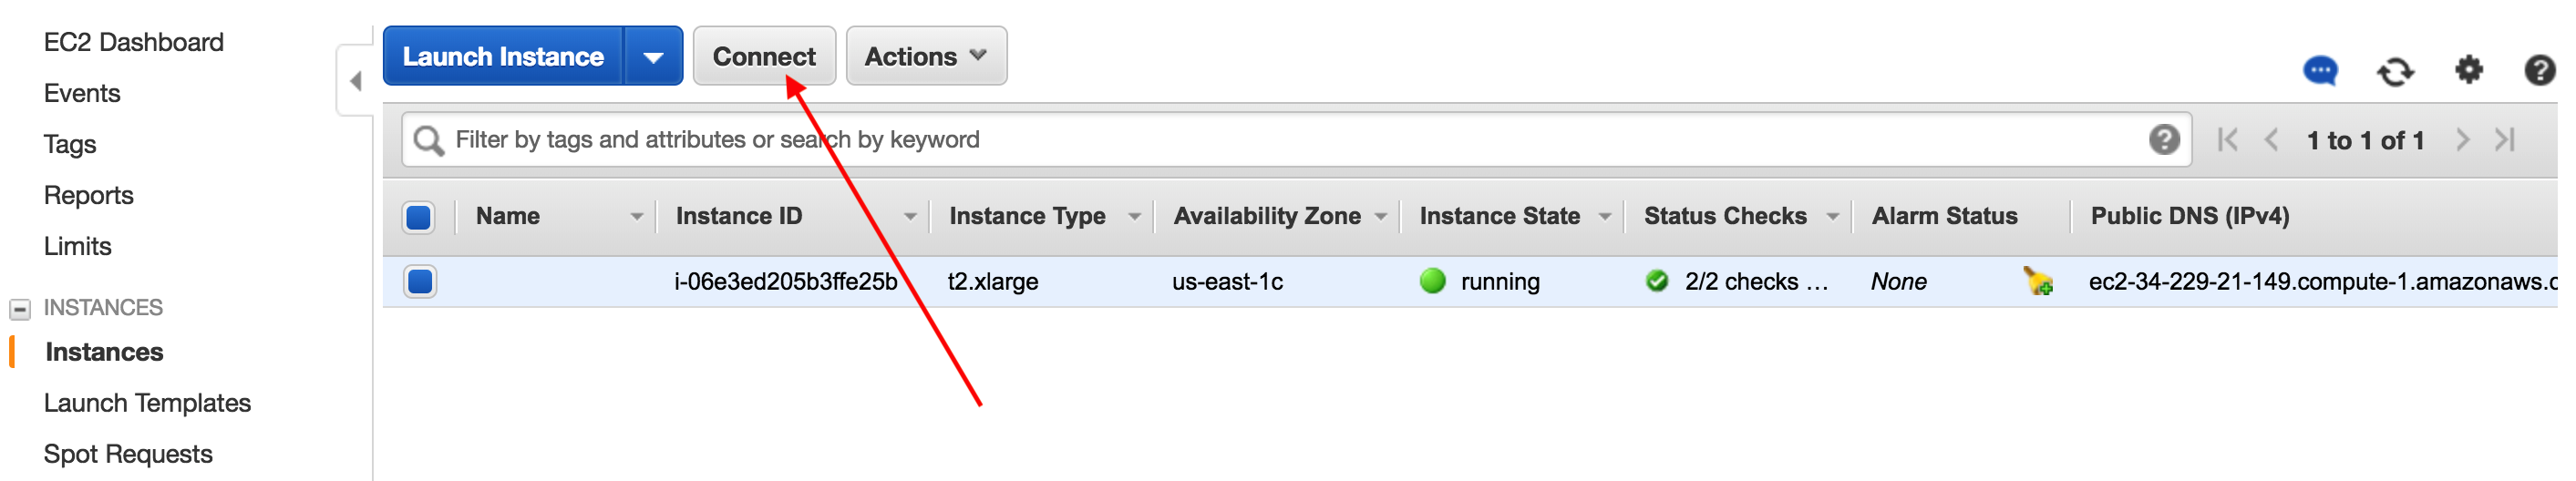 EC2 Dashboard
Events
Tags
Reports
Limits
INSTANCES
Instances
Launch Templates
Spot Requests
Launch Instance Connect Actions
Filter by tags and attributes or search by keyword
1 to 1 of 1
Name Instance ID Instance Type Availability Zone Instance State Status Checks Alarm Status Public DNS (IPv4)
i-06e3ed205b3ffe25b t2.xlarge us-east-1c running 2/2 checks ... None ec2-34-229-21-149.compute-1.amazonaws.c